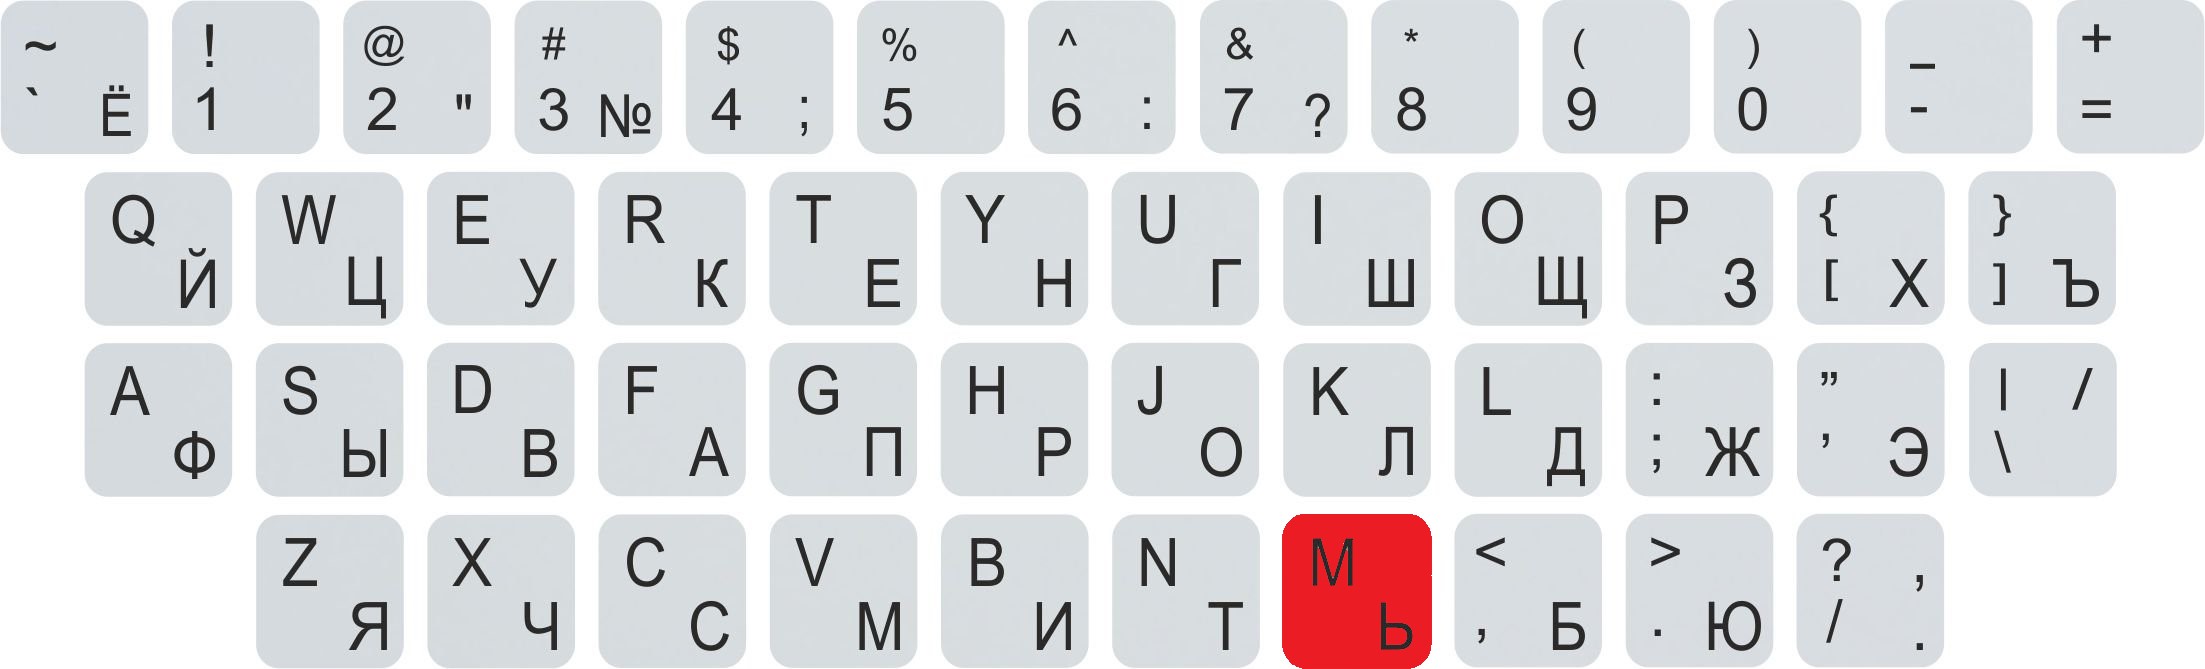 ~ ! @ # $ % ^ & * ( ) _ +
` Ё 1 2 " 3 № 4 ; 5 6 : 7 ? 8 9 0 - =
Q W E R T Y U I O P { }
Й Ц У К Е Н Г Ш Щ З [ Х ] Ъ
A S D F G H J K L : ” | /
Ф Ы В А П Р О Л Д ; Ж ’ Э \
Z X C V B N M < > ? ,
Я Ч С М И Т Ь , Б . Ю / .